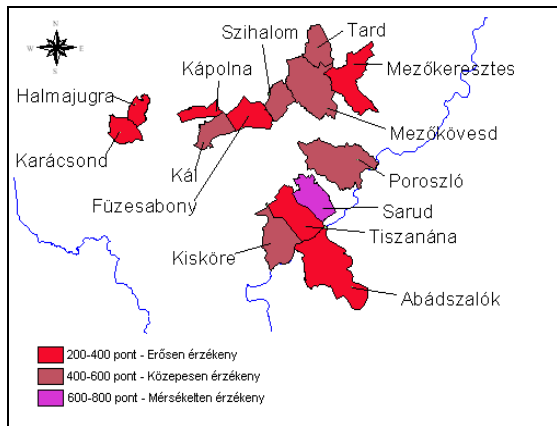 N
W E
S
Szihalom
Tard
Kápolna
Mezőkeresztes
Halmajugra
Karácsond
Mezőkövesd
Kál
Füzesabony
Poroszló
Sarud
Tiszanána
Kisköre
Abádszalók
200-400 pont - Erősen érzékeny
400-600 pont - Közepesen érzékeny
600-800 pont - Mérsékelten érzékeny